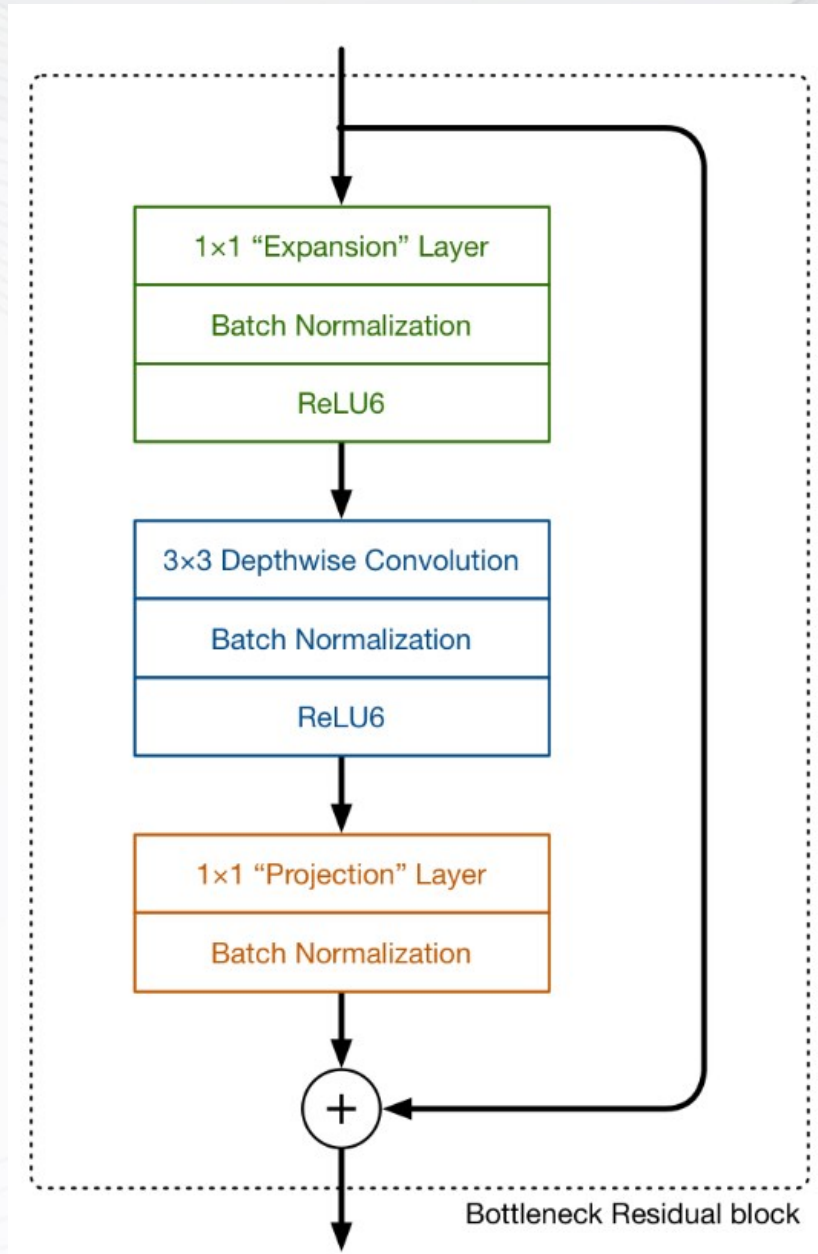 1×1 “Expansion” Layer
Batch Normalization
ReLU6
3×3 Depthwise Convolution
Batch Normalization
ReLU6
1×1 “Projection” Layer
Batch Normalization
+
Bottleneck Residual block